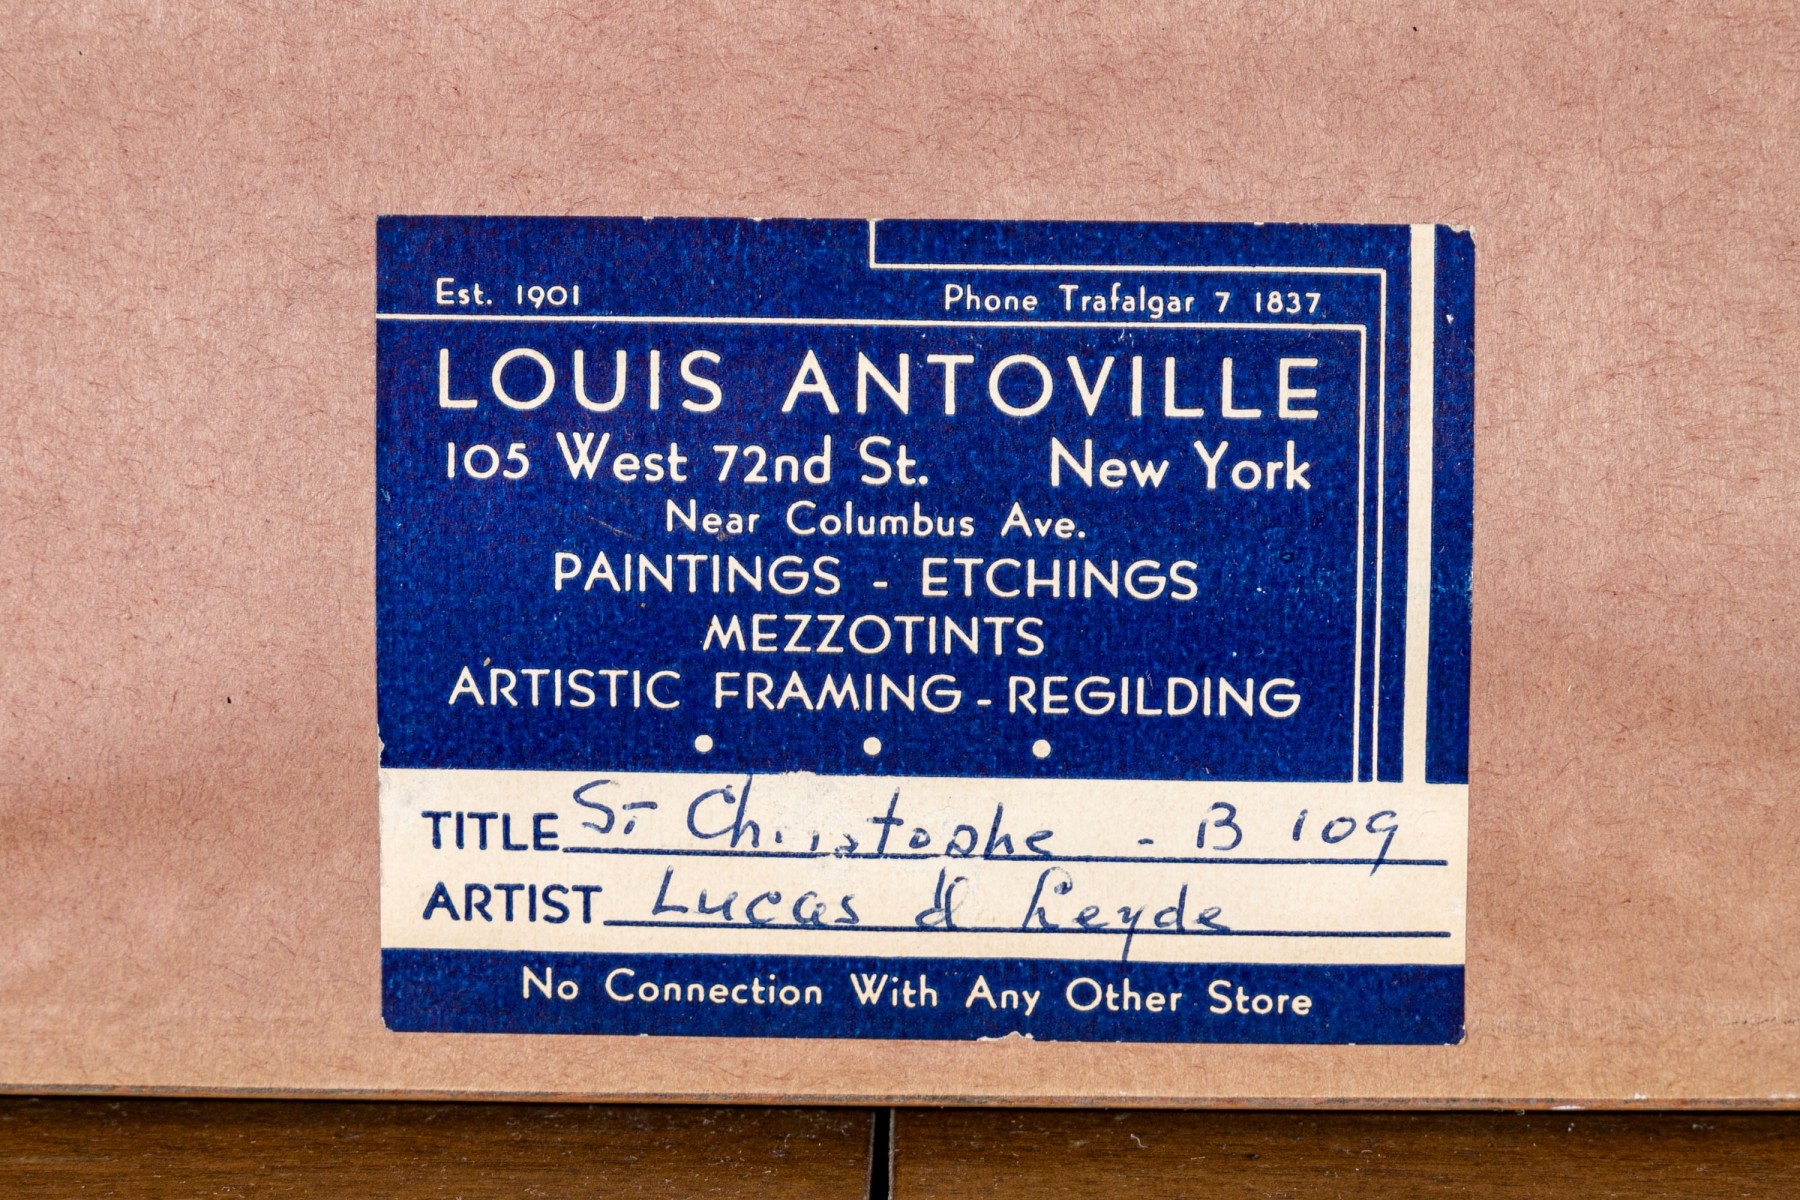 Est. 1901 Phone Trafalgar 7 1837
LOUIS ANTOVILLE
105 West 72nd St. New York
Near Columbus Ave.
PAINTINGS - ETCHINGS
MEZZOTINTS
ARTISTIC FRAMING - REGILDING
TITLE St Christophe - B 109
ARTIST Lucas d Leyde
No Connection With Any Other Store